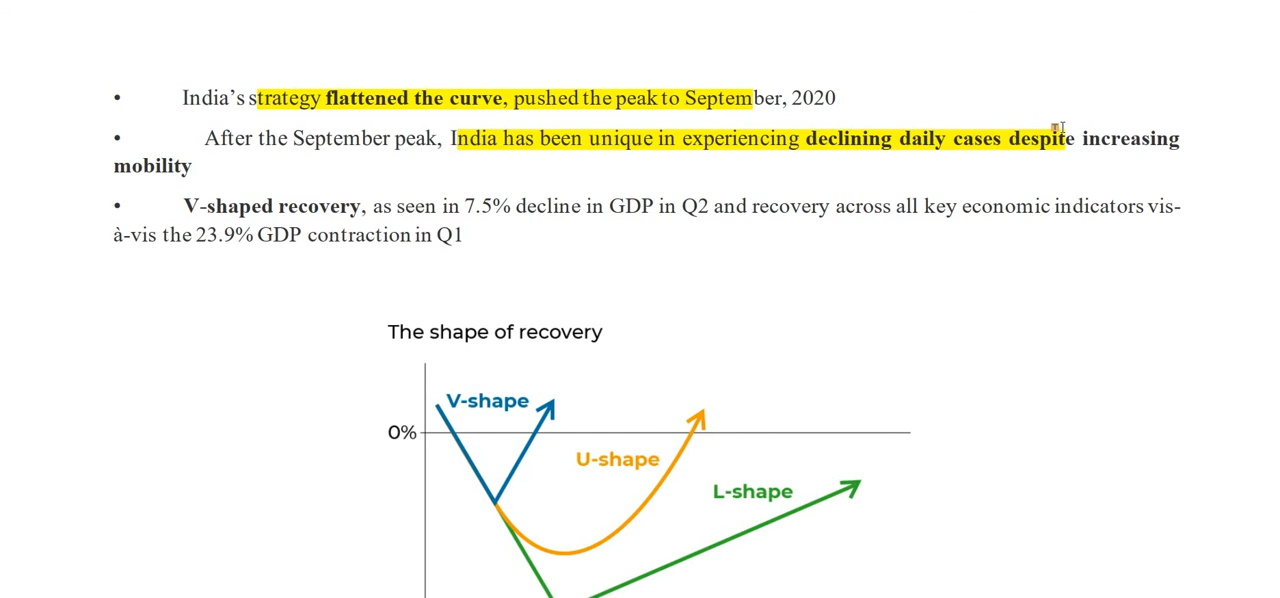 • India’s strategy flattened the curve, pushed the peak to September, 2020
• After the September peak, India has been unique in experiencing declining daily cases despite increasing
mobility
• V-shaped recovery, as seen in 7.5% decline in GDP in Q2 and recovery across all key economic indicators vis-
à-vis the 23.9% GDP contraction in Q1
The shape of recovery
V-shape
0%
U-shape
L-shape